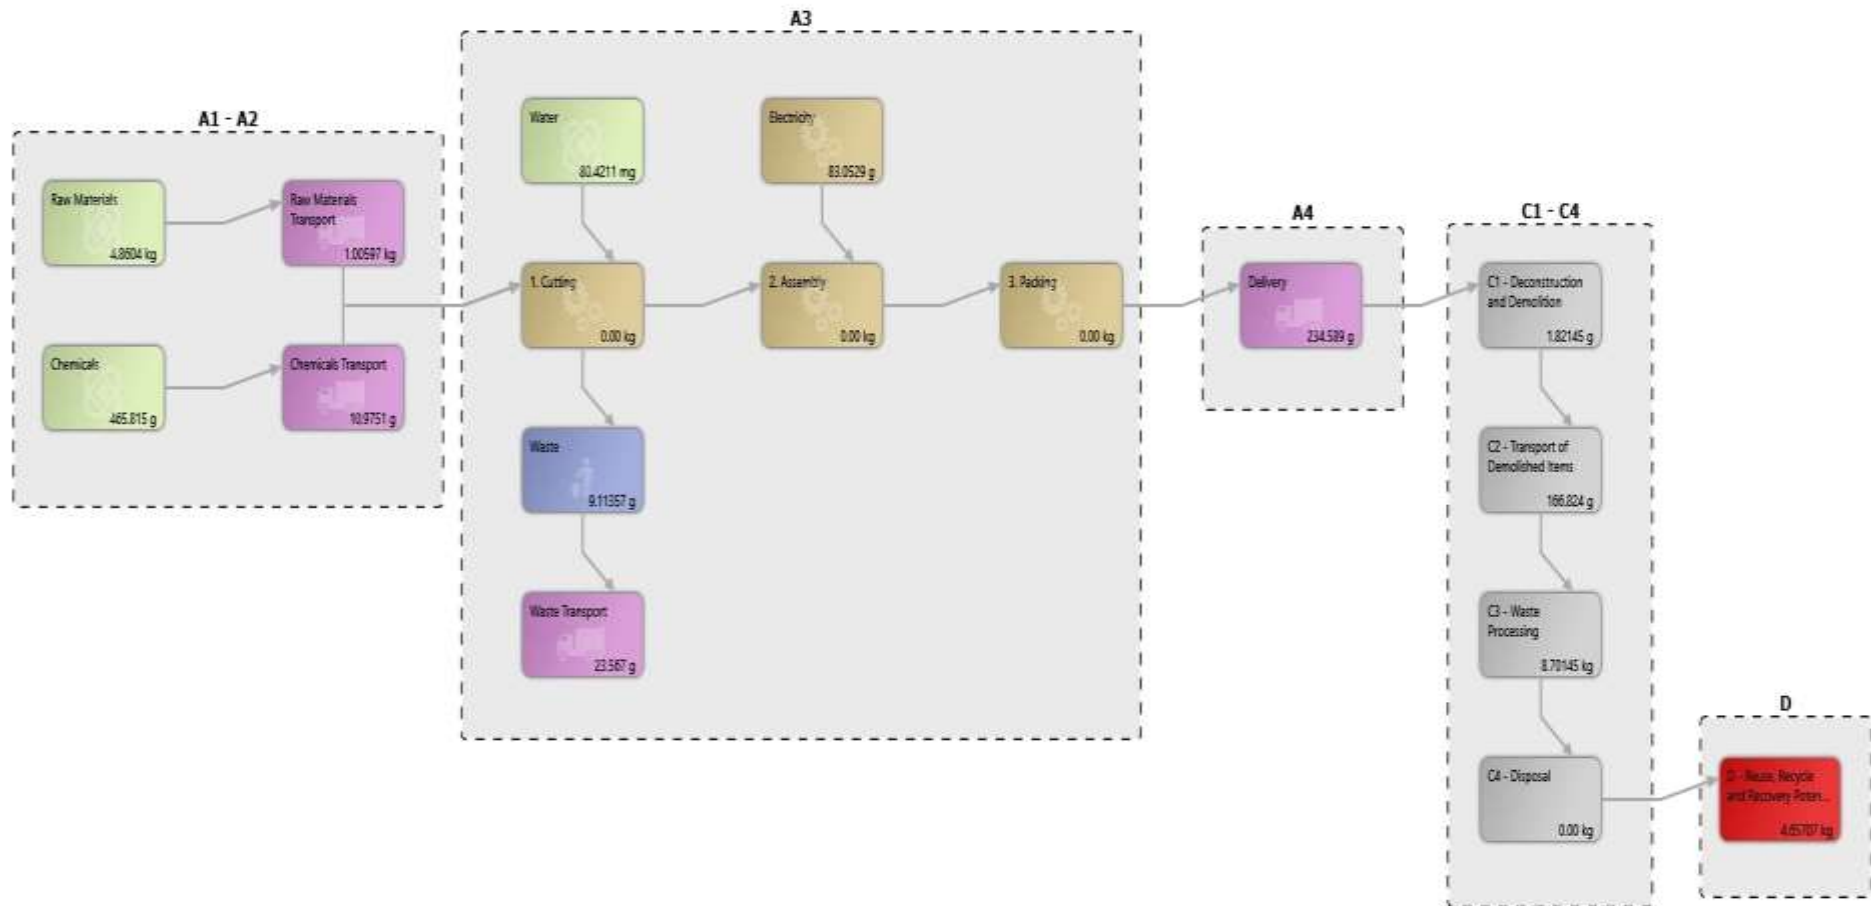 A1 - A2
Raw Materials
4.8604 kg
Raw Materials
Transport
1.00597 kg
Chemicals
465.815 g
Chemicals Transport
10.9751 g
A3
Water
80.4211 mg
Electricity
83.0529 g
1. Cutting
0.00 kg
2. Assembly
0.00 kg
3. Packing
0.00 kg
Waste
9.11357 g
Waste Transport
23.567 g
A4
Delivery
234.589 g
C1 - C4
C1 - Deconstruction
and Demolition
1.82145 g
C2 - Transport of
Demolished Items
166.824 g
C3 - Waste
Processing
8.70145 kg
C4 - Disposal
0.00 kg
D
D - Reuse, Recycle
and Recovery Poten...
4.65707 kg